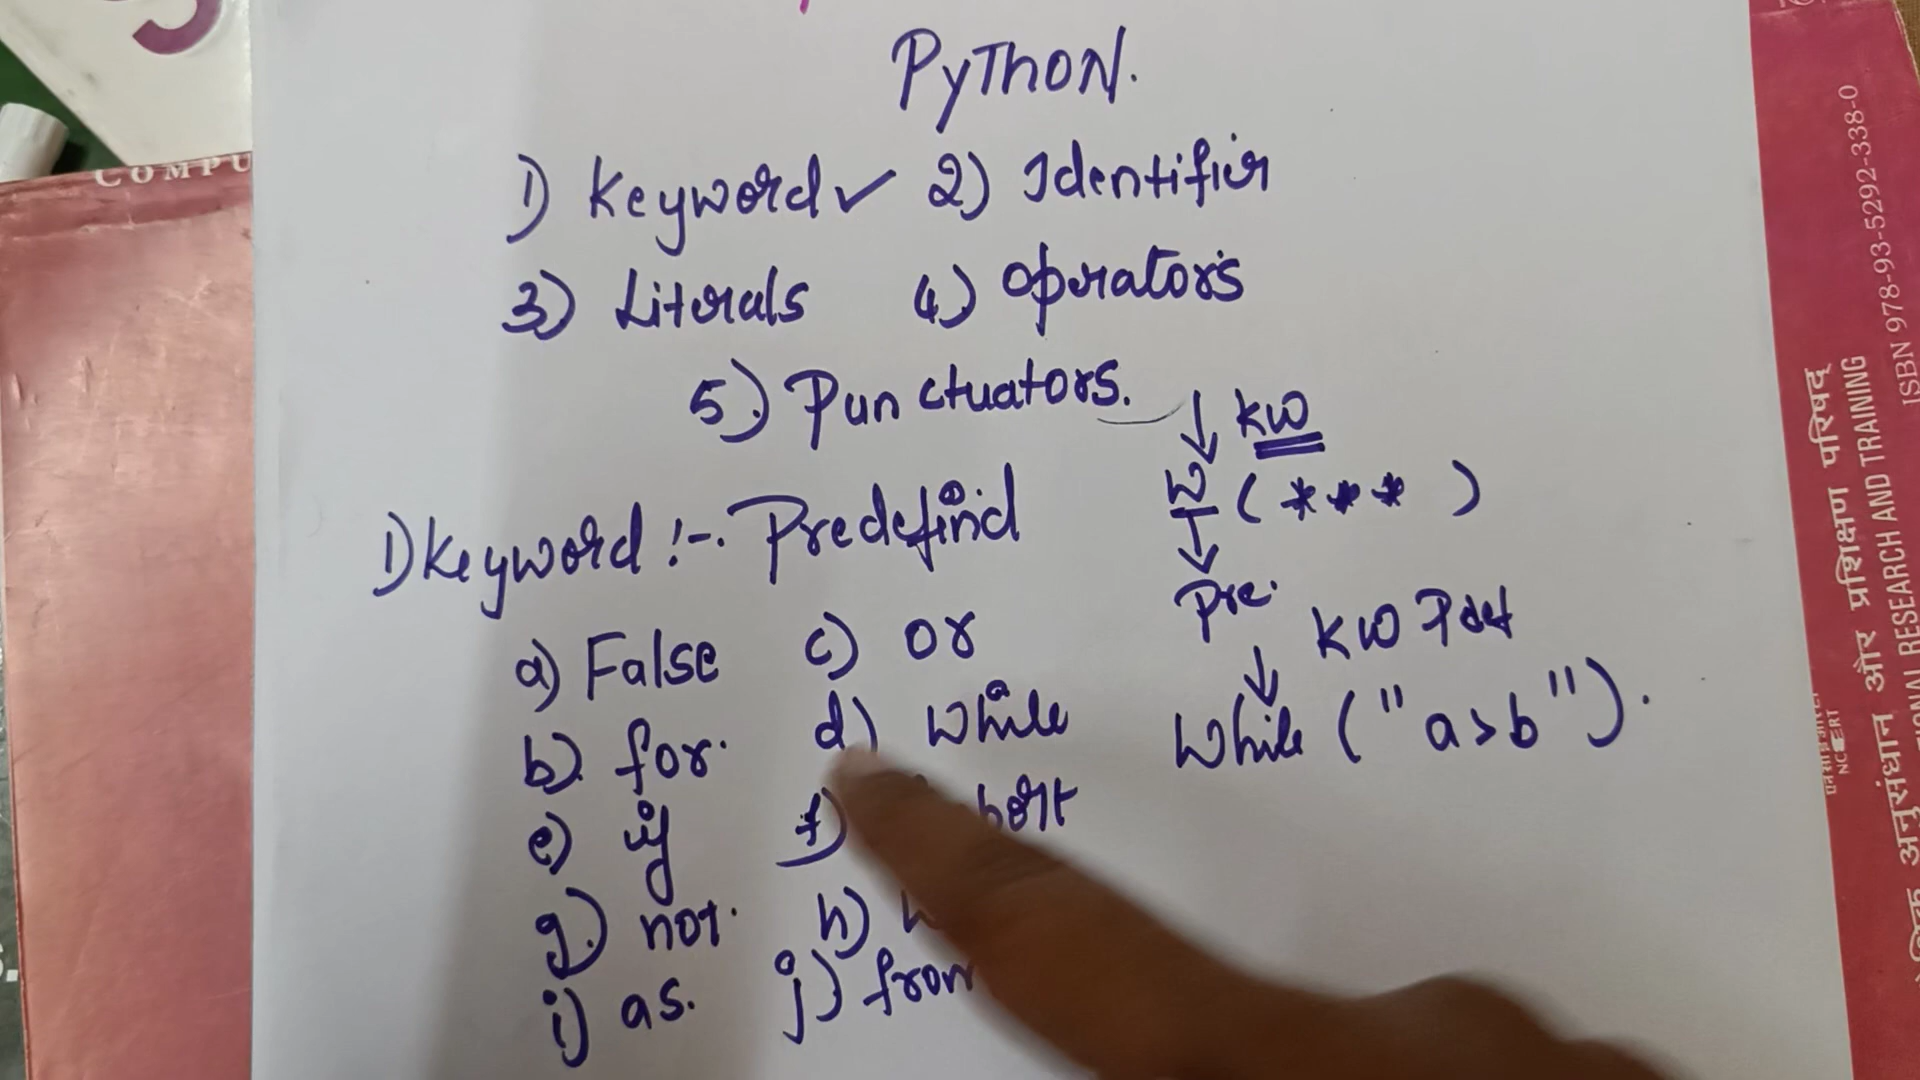 PYTHON.
1) Keyword ✓ 2) Identifier
3) Literals 4) Operators
5.) Punctuators.
↓ KW
W ( * * * )
↓
Pre.
1) Keyword :-. Predefind
a) False c) or
b). for. d) while
e) if f)
g.) not. h)
i) as. j) from
KW Pdef
↓
while ( " a > b " ).
COMPU
ISBN 978-93-5292-338-0
अनुसंधान और प्रशिक्षण परिषद
RESEARCH AND TRAINING
NCERT